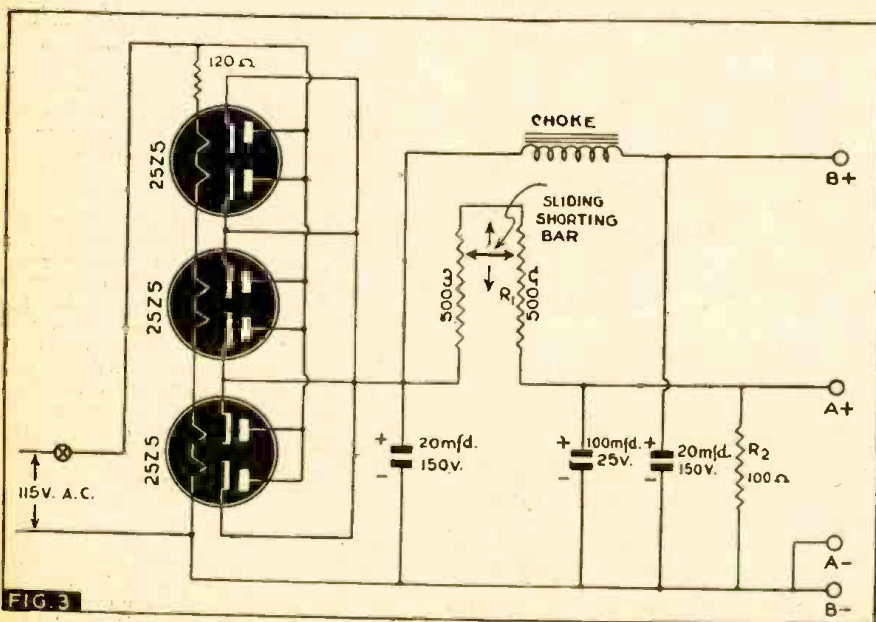 120 Ω
25Z5
25Z5
25Z5
115V. A.C.
CHOKE
SLIDING
SHORTING
BAR
500ω
R1
500Ω
B+
A+
+
20mfd.
150V.
-
+
100mfd.
25V.
-
+
20mfd.
150V.
-
R2
100Ω
A-
B-
FIG. 3